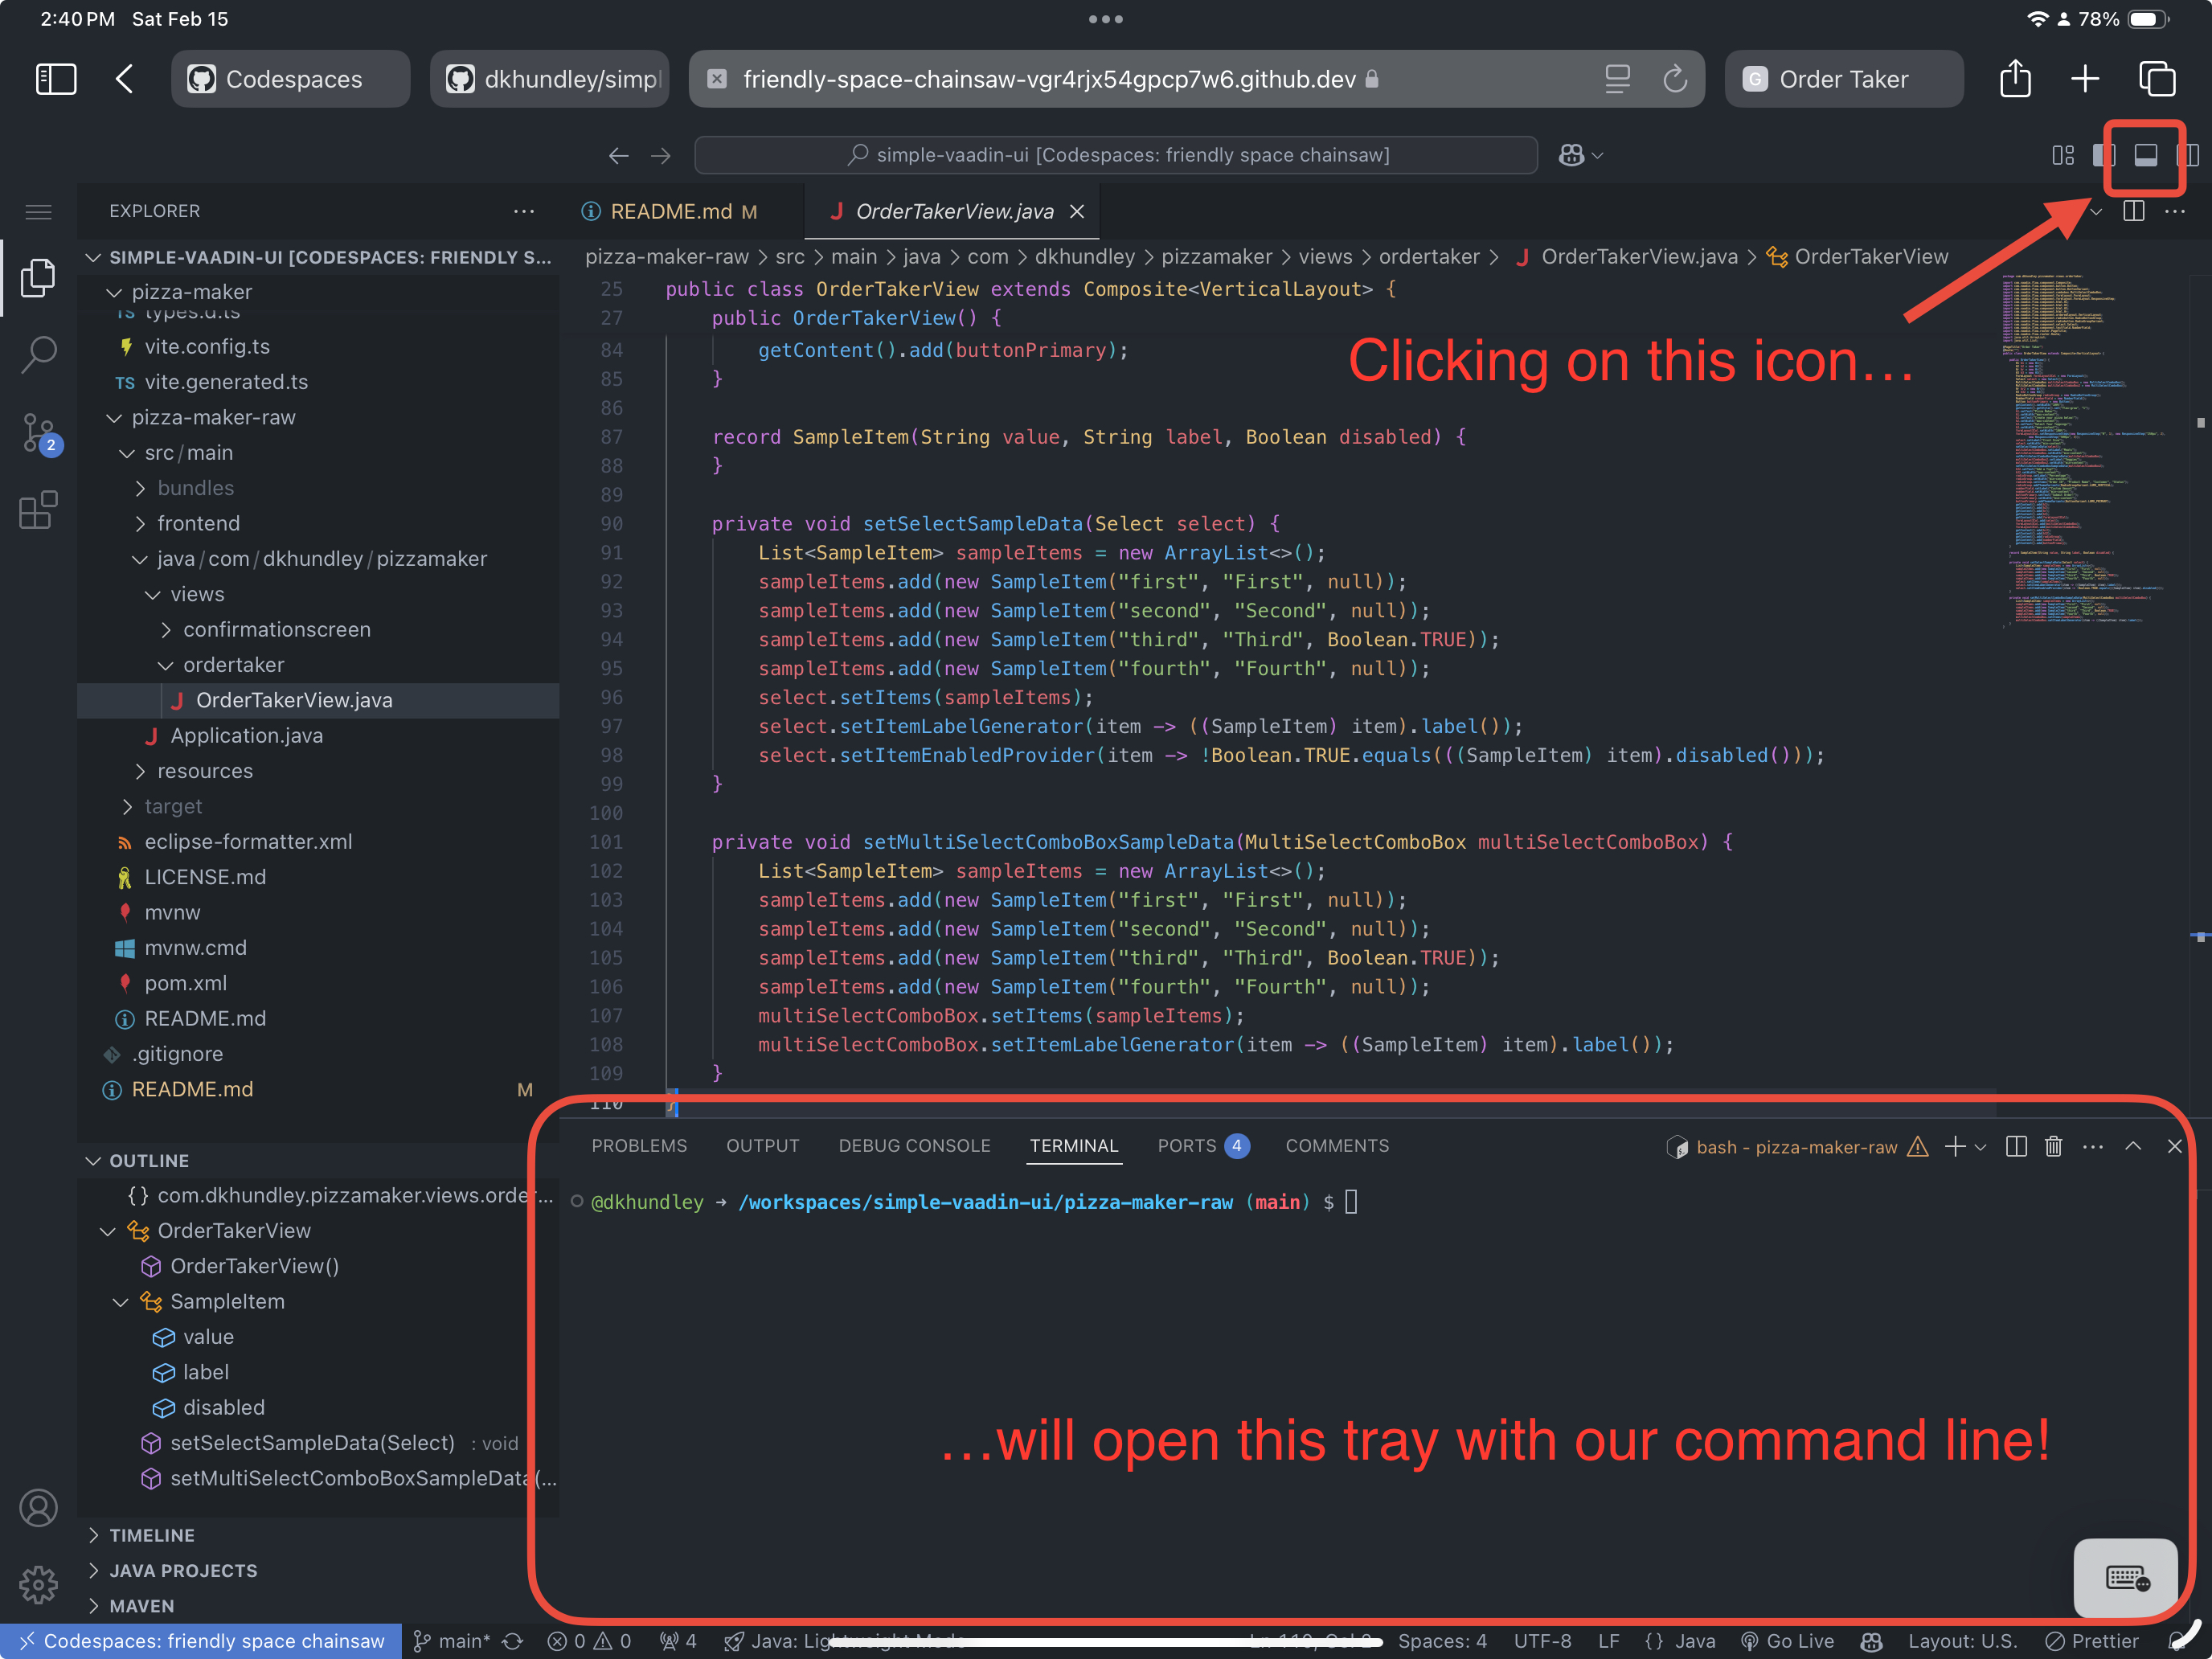 2:40 PM Sat Feb 15
78%
Codespaces
dkhundley/simpl
friendly-space-chainsaw-vgr4rjx54gpcp7w6.github.dev
G Order Taker
simple-vaadin-ui [Codespaces: friendly space chainsaw]
EXPLORER
README.md M
J OrderTakerView.java
SIMPLE-VAADIN-UI [CODESPACES: FRIENDLY S...
pizza-maker-raw > src > main > java > com > dkhundley > pizzamaker > views > ordertaker > J OrderTakerView.java > OrderTakerView
pizza-maker
TS types.d.ts
vite.config.ts
TS vite.generated.ts
pizza-maker-raw
src/main
2
bundles
frontend
java/com/dkhundley/pizzamaker
views
confirmationscreen
ordertaker
J OrderTakerView.java
J Application.java
resources
target
eclipse-formatter.xml
LICENSE.md
mvnw
mvnw.cmd
pom.xml
README.md
.gitignore
README.md M
OUTLINE
{} com.dkhundley.pizzamaker.views.order...
OrderTakerView
OrderTakerView()
SampleItem
value
label
disabled
setSelectSampleData(Select) : void
setMultiSelectComboBoxSampleData(...
TIMELINE
JAVA PROJECTS
MAVEN
25 public class OrderTakerView extends Composite<VerticalLayout> {
27 public OrderTakerView() {
84 getContent().add(buttonPrimary);
85 }
86
87 record SampleItem(String value, String label, Boolean disabled) {
88 }
89
90 private void setSelectSampleData(Select select) {
91 List<SampleItem> sampleItems = new ArrayList<>();
92 sampleItems.add(new SampleItem("first", "First", null));
93 sampleItems.add(new SampleItem("second", "Second", null));
94 sampleItems.add(new SampleItem("third", "Third", Boolean.TRUE));
95 sampleItems.add(new SampleItem("fourth", "Fourth", null));
96 select.setItems(sampleItems);
97 select.setItemLabelGenerator(item -> ((SampleItem) item).label());
98 select.setItemEnabledProvider(item -> !Boolean.TRUE.equals(((SampleItem) item).disabled()));
99 }
100
101 private void setMultiSelectComboBoxSampleData(MultiSelectComboBox multiSelectComboBox) {
102 List<SampleItem> sampleItems = new ArrayList<>();
103 sampleItems.add(new SampleItem("first", "First", null));
104 sampleItems.add(new SampleItem("second", "Second", null));
105 sampleItems.add(new SampleItem("third", "Third", Boolean.TRUE));
106 sampleItems.add(new SampleItem("fourth", "Fourth", null));
107 multiSelectComboBox.setItems(sampleItems);
108 multiSelectComboBox.setItemLabelGenerator(item -> ((SampleItem) item).label());
109 }
110 }
Clicking on this icon...
PROBLEMS OUTPUT DEBUG CONSOLE TERMINAL PORTS 4 COMMENTS
bash - pizza-maker-raw
@dkhundley → /workspaces/simple-vaadin-ui/pizza-maker-raw (main) $
...will open this tray with our command line!
Codespaces: friendly space chainsaw main* 0 0 4 Java: Lightweight Mode Ln 110, Col 2 Spaces: 4 UTF-8 LF {} Java Go Live Layout: U.S. Prettier